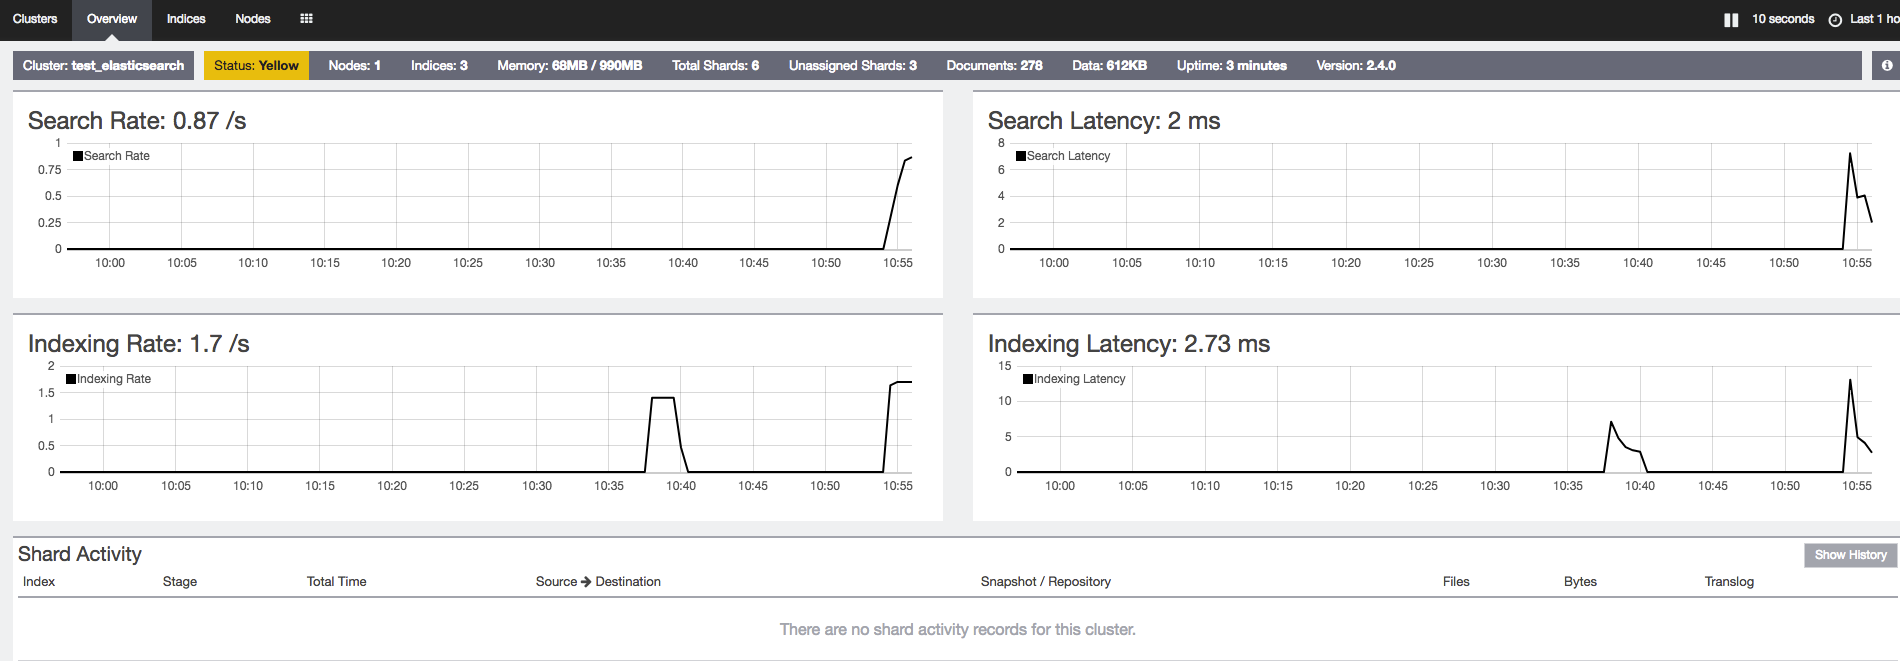 Clusters Overview Indices Nodes 10 seconds Last 1 ho
Cluster: test_elasticsearch Status: Yellow Nodes: 1 Indices: 3 Memory: 68MB / 990MB Total Shards: 6 Unassigned Shards: 3 Documents: 278 Data: 612KB Uptime: 3 minutes Version: 2.4.0
Search Rate: 0.87 /s
1
Search Rate
0.75
0.5
0.25
0
10:00 10:05 10:10 10:15 10:20 10:25 10:30 10:35 10:40 10:45 10:50 10:55
Search Latency: 2 ms
8
Search Latency
6
4
2
0
10:00 10:05 10:10 10:15 10:20 10:25 10:30 10:35 10:40 10:45 10:50 10:55
Indexing Rate: 1.7 /s
2
Indexing Rate
1.5
1
0.5
0
10:00 10:05 10:10 10:15 10:20 10:25 10:30 10:35 10:40 10:45 10:50 10:55
Indexing Latency: 2.73 ms
15
Indexing Latency
10
5
0
10:00 10:05 10:10 10:15 10:20 10:25 10:30 10:35 10:40 10:45 10:50 10:55
Shard Activity
Show History
Index Stage Total Time Source → Destination Snapshot / Repository Files Bytes Translog
There are no shard activity records for this cluster.